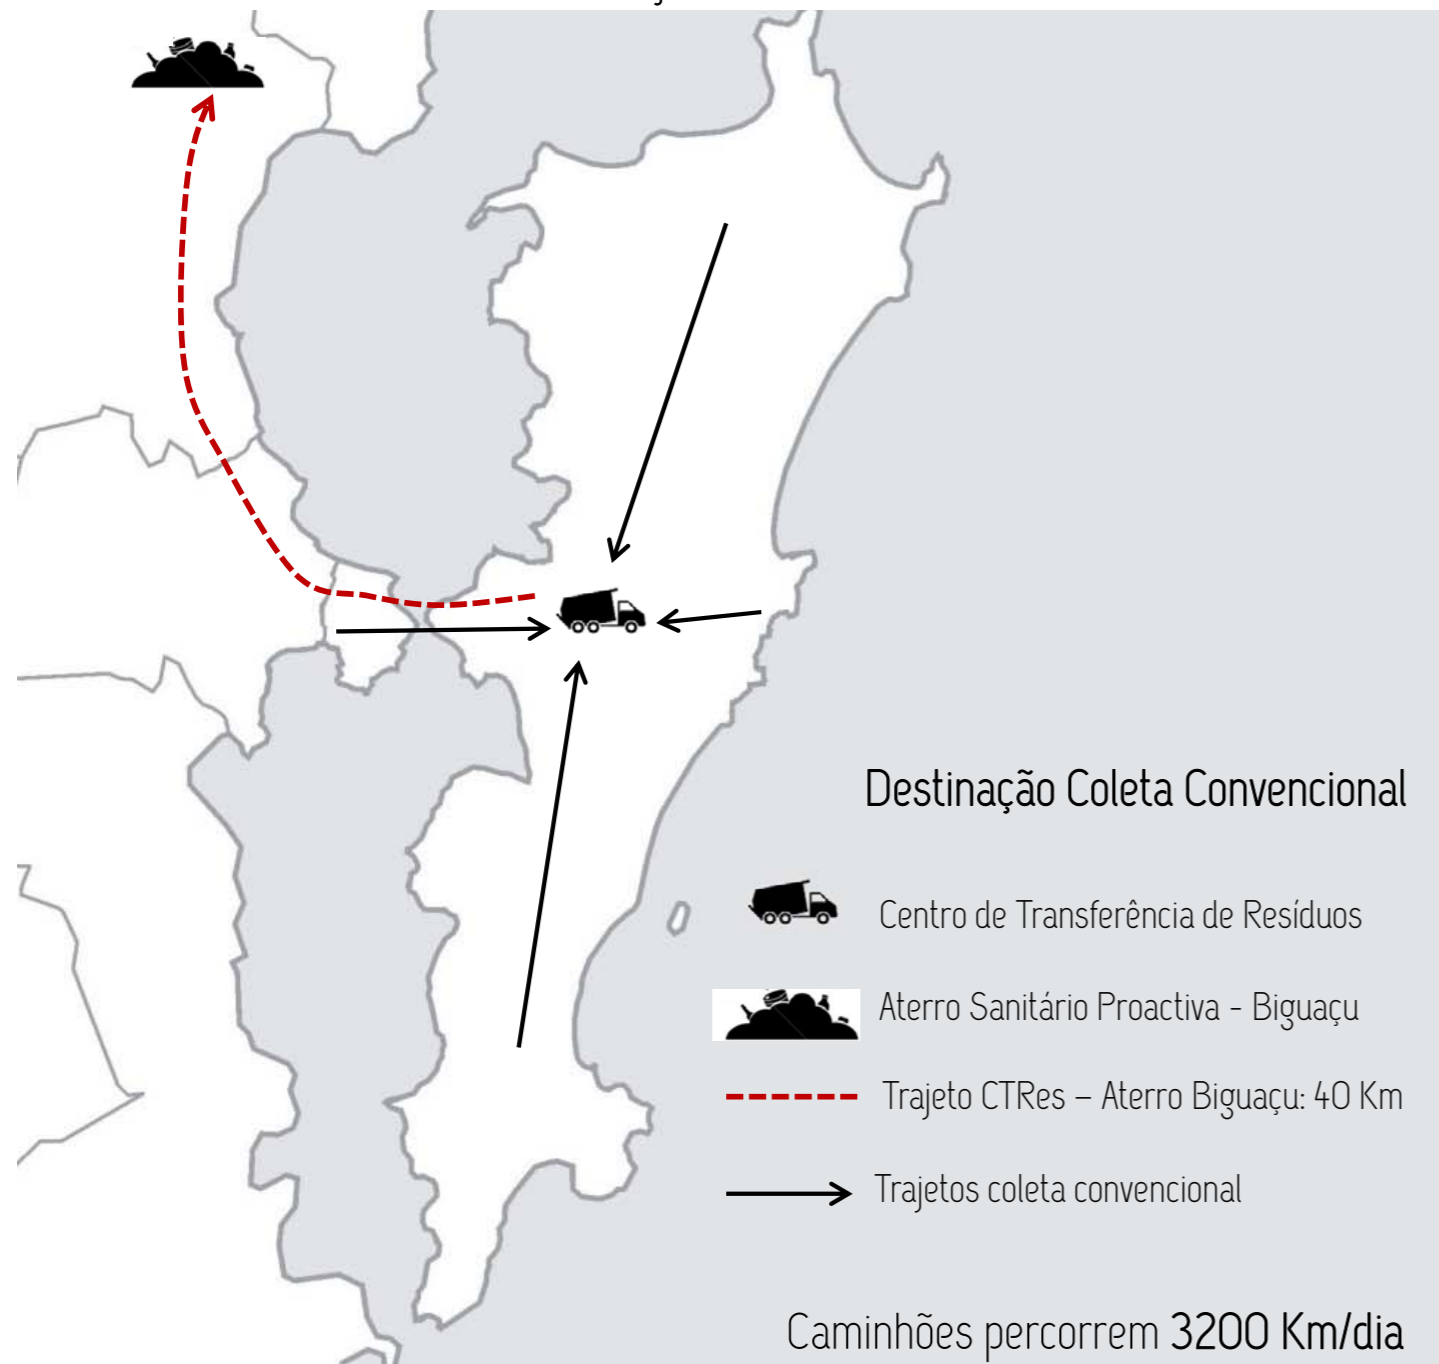 Destinação Coleta Convencional
Centro de Transferência de Resíduos
Aterro Sanitário Proactiva - Biguaçu
Trajeto CTRes – Aterro Biguaçu: 40 Km
Trajetos coleta convencional
Caminhões percorrem 3200 Km/dia